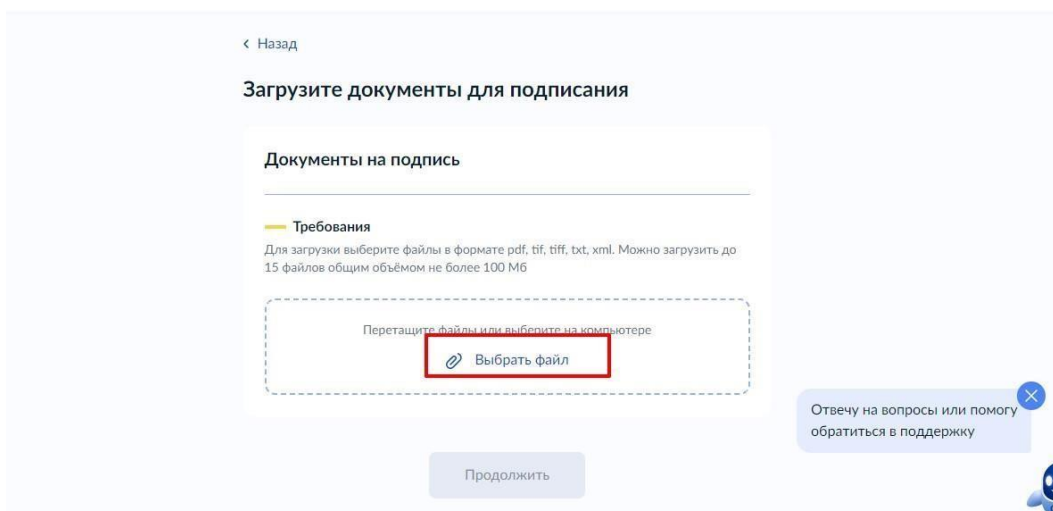 Назад
Загрузите документы для подписания
Документы на подпись
Требования
Для загрузки выберите файлы в формате pdf, tif, tiff, txt, xml. Можно загрузить до
15 файлов общим объёмом не более 100 Мб
Перетащите файлы или выберите на компьютере
Выбрать файл
Отвечу на вопросы или помогу
обратиться в поддержку
Продолжить